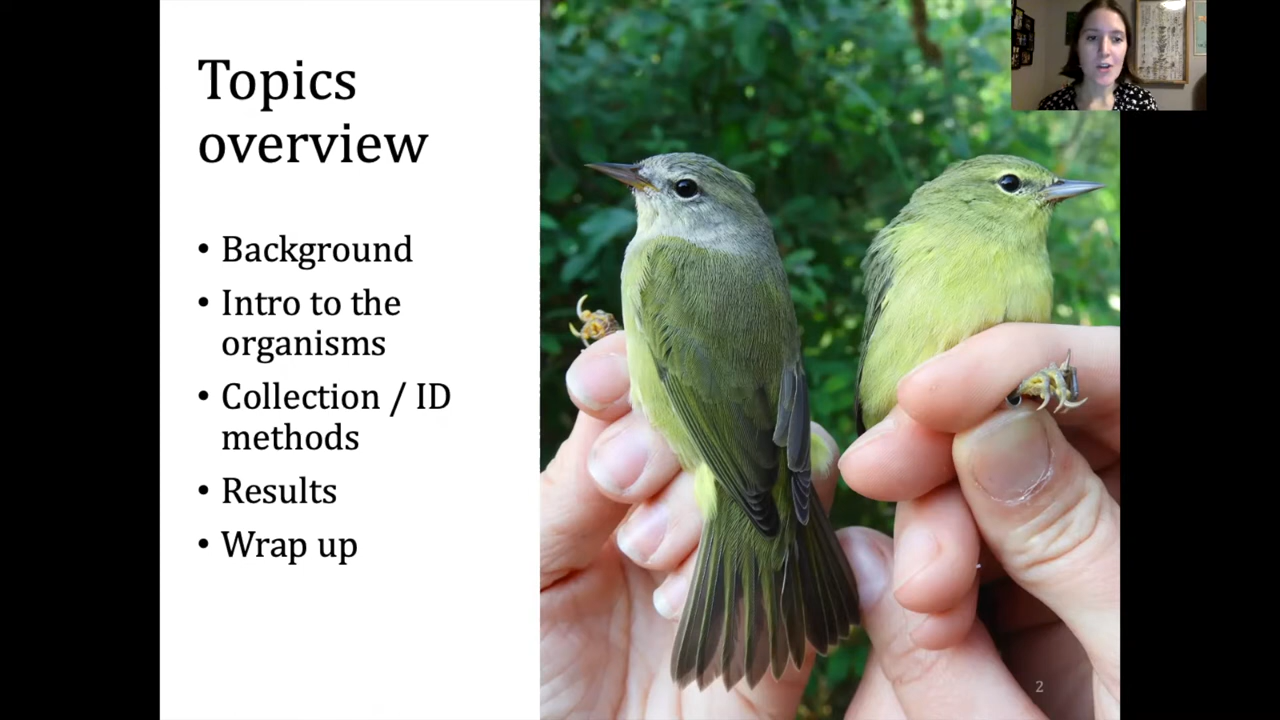 Topics
overview
• Background
• Intro to the
organisms
• Collection / ID
methods
• Results
• Wrap up
2